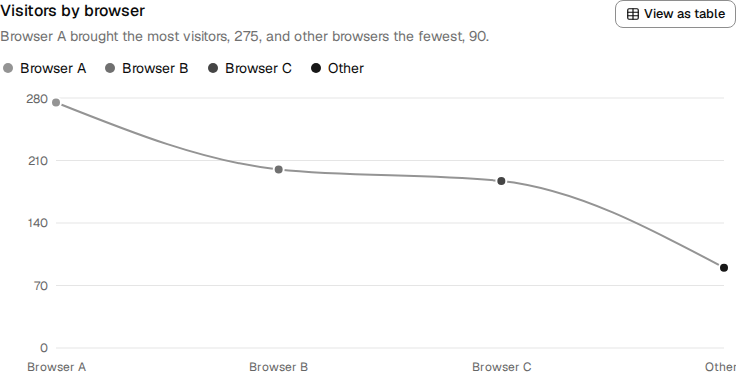 Visitors by browser
View as table
Browser A brought the most visitors, 275, and other browsers the fewest, 90.
Browser A Browser B Browser C Other
280
210
140
70
0
Browser A Browser B Browser C Other